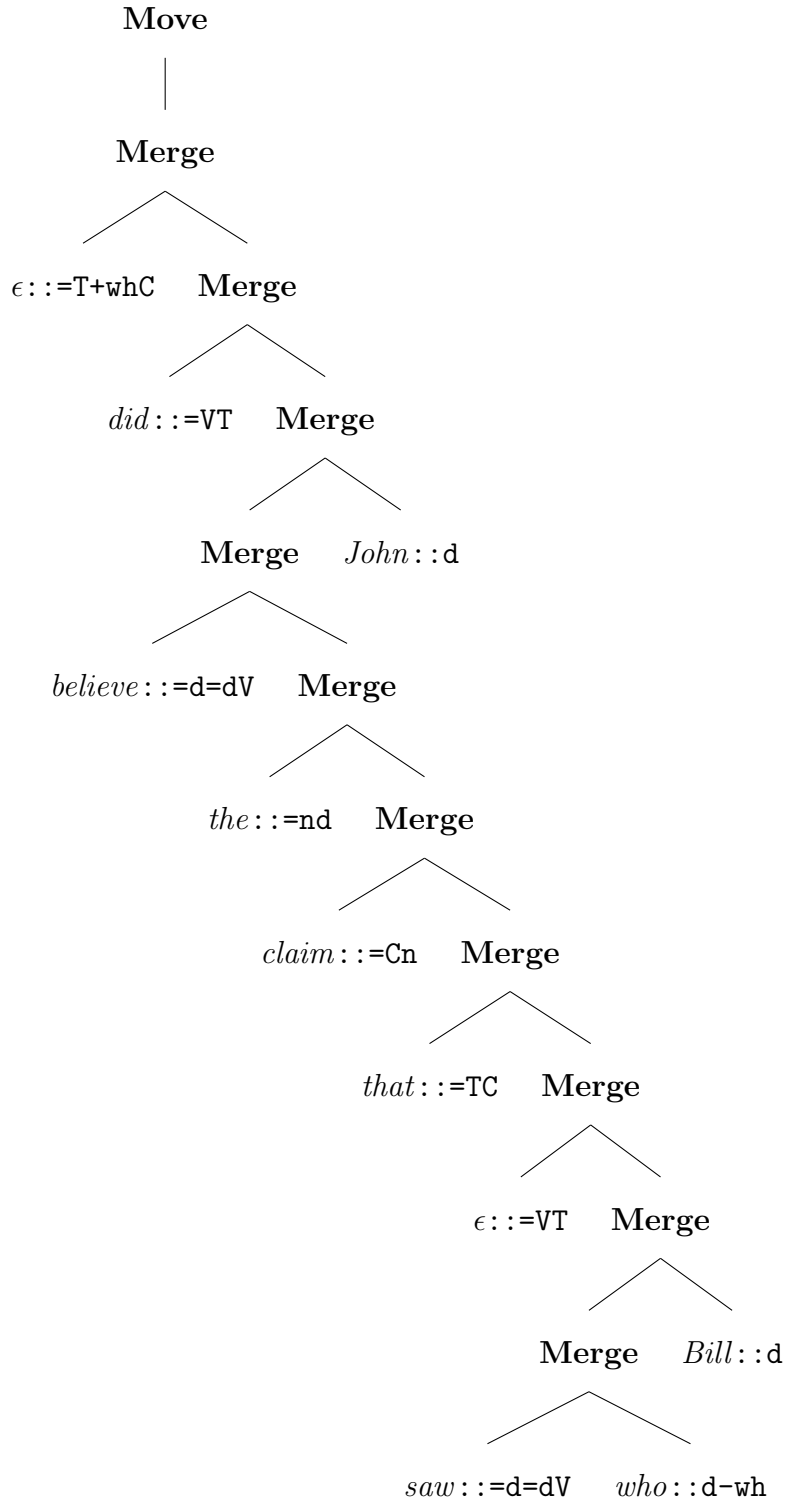 Move
Merge
ϵ::=T+whC Merge
did::=VT Merge
Merge John::d
believe::=d=dV Merge
the::=nd Merge
claim::=Cn Merge
that::=TC Merge
ϵ::=VT Merge
Merge Bill::d
saw::=d=dV who::d-wh